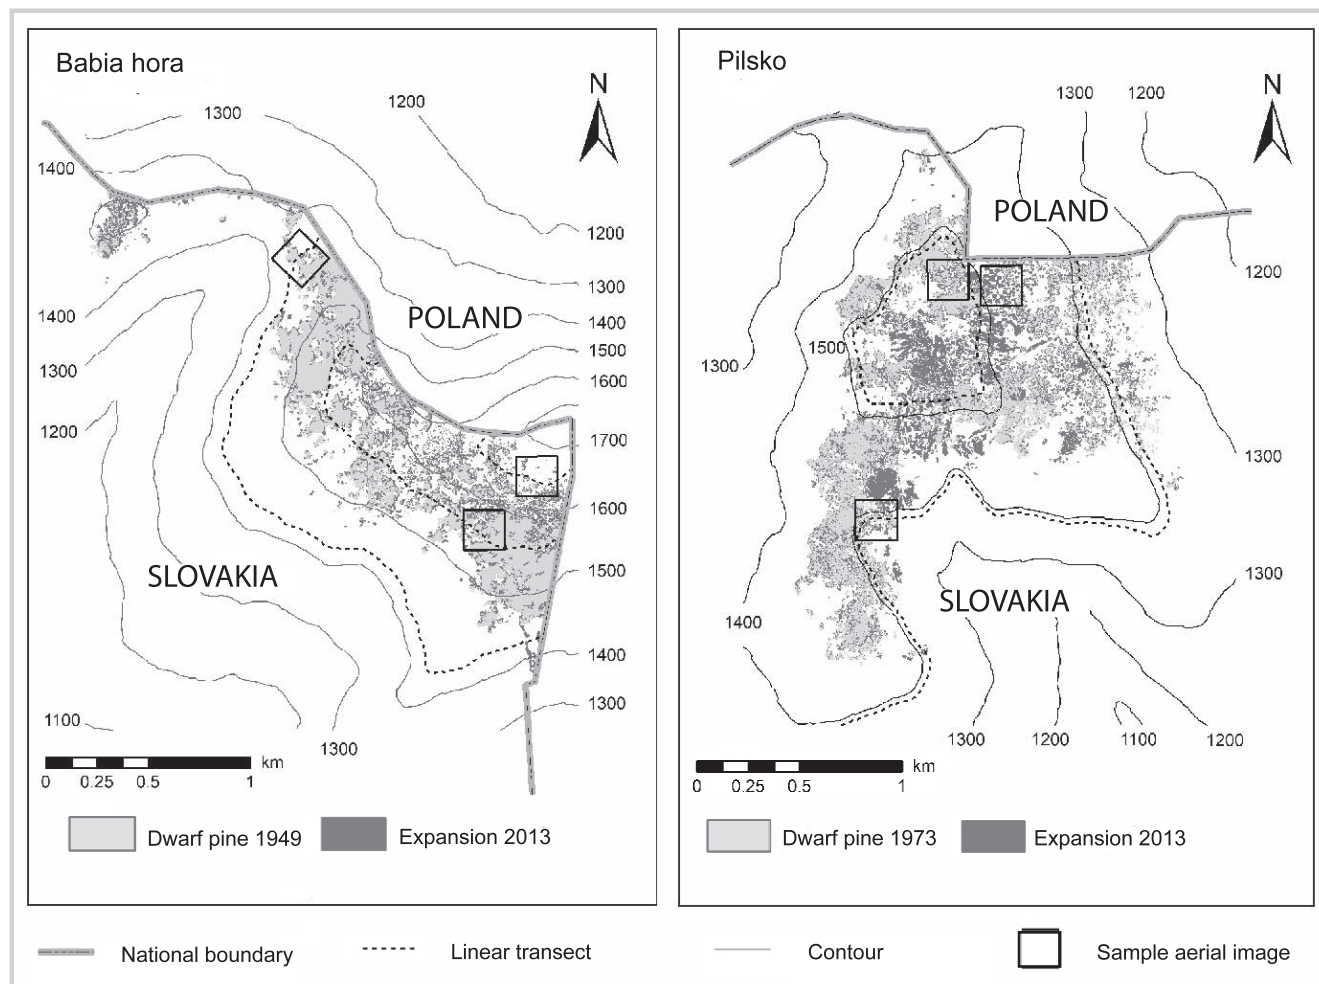 Babia hora
N
1200
1300
1400
POLAND
1200
1300
1400
1400
1300
1500
1600
1200
1700
1600
SLOVAKIA
1500
1400
1300
1100
1300
km
0 0.25 0.5 1
Dwarf pine 1949 Expansion 2013
Pilsko
N
1300 1200
POLAND
1200
1500
1300
1300
1300
SLOVAKIA
1400
1300 1200 1100 1200
km
0 0.25 0.5 1
Dwarf pine 1973 Expansion 2013
National boundary Linear transect Contour Sample aerial image